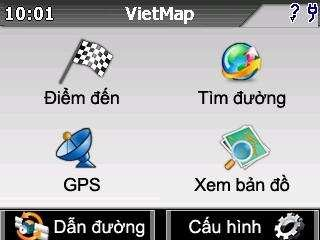 10:01 VietMap ?
Điểm đến Tìm đường
GPS Xem bản đồ
Dẫn đường Cấu hình